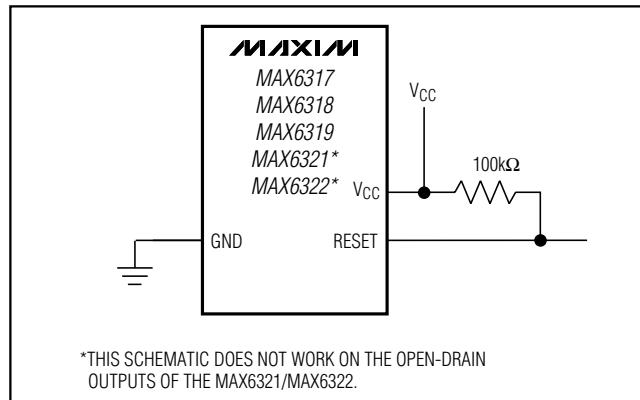 MAXIM
MAX6317
MAX6318
MAX6319
MAX6321*
MAX6322*
VCC
VCC
100kΩ
GND
RESET
*THIS SCHEMATIC DOES NOT WORK ON THE OPEN-DRAIN
OUTPUTS OF THE MAX6321/MAX6322.